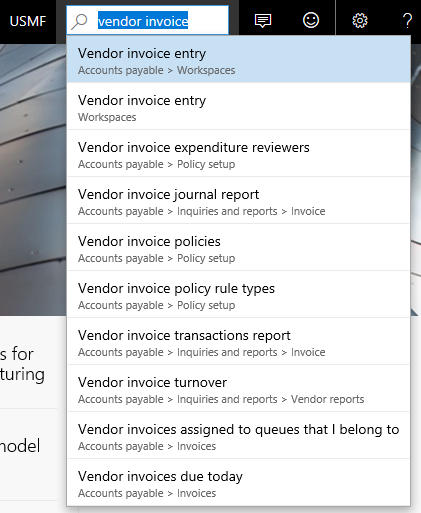 USMF
vendor invoice
?
Vendor invoice entry
Accounts payable > Workspaces
Vendor invoice entry
Workspaces
Vendor invoice expenditure reviewers
Accounts payable > Policy setup
Vendor invoice journal report
Accounts payable > Inquiries and reports > Invoice
Vendor invoice policies
Accounts payable > Policy setup
Vendor invoice policy rule types
Accounts payable > Policy setup
Vendor invoice transactions report
Accounts payable > Inquiries and reports > Invoice
Vendor invoice turnover
Accounts payable > Inquiries and reports > Vendor reports
Vendor invoices assigned to queues that I belong to
Accounts payable > Invoices
Vendor invoices due today
Accounts payable > Invoices
s for
turing
model